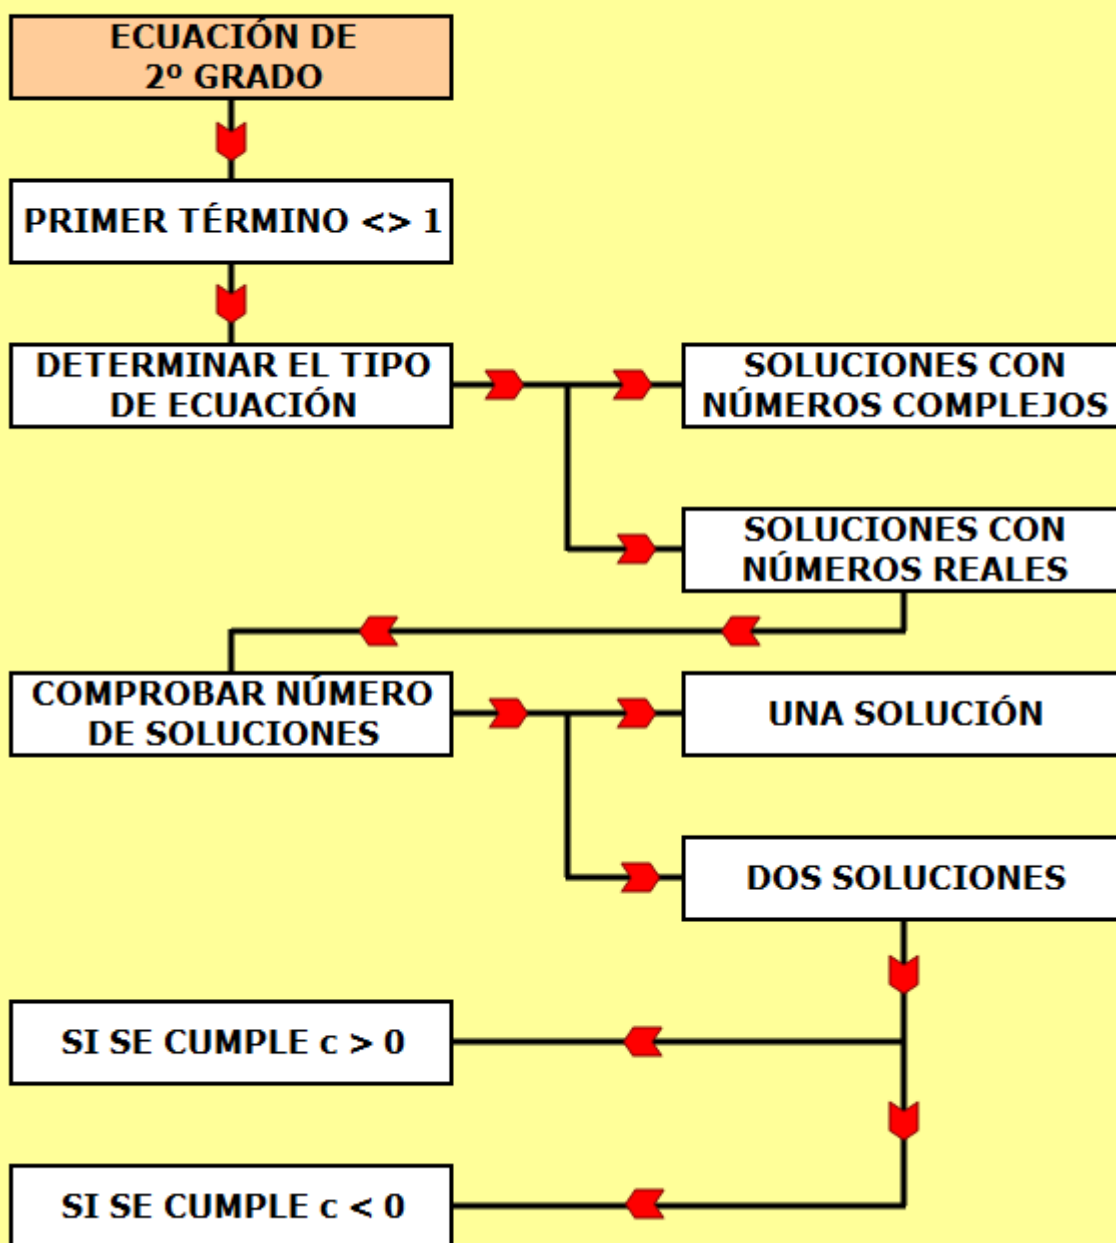 ECUACIÓN DE
2º GRADO
PRIMER TÉRMINO <> 1
DETERMINAR EL TIPO
DE ECUACIÓN
SOLUCIONES CON
NÚMEROS COMPLEJOS
SOLUCIONES CON
NÚMEROS REALES
COMPROBAR NÚMERO
DE SOLUCIONES
UNA SOLUCIÓN
DOS SOLUCIONES
SI SE CUMPLE c > 0
SI SE CUMPLE c < 0